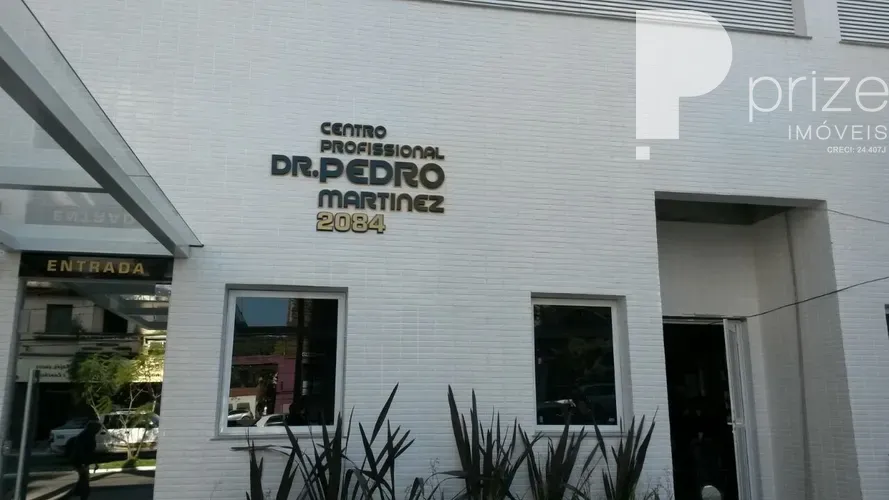 CENTRO
PROFISSIONAL
DR.PEDRO
MARTINEZ
2084
ENTRADA
prize
IMÓVEIS
CRECI: 24 407J